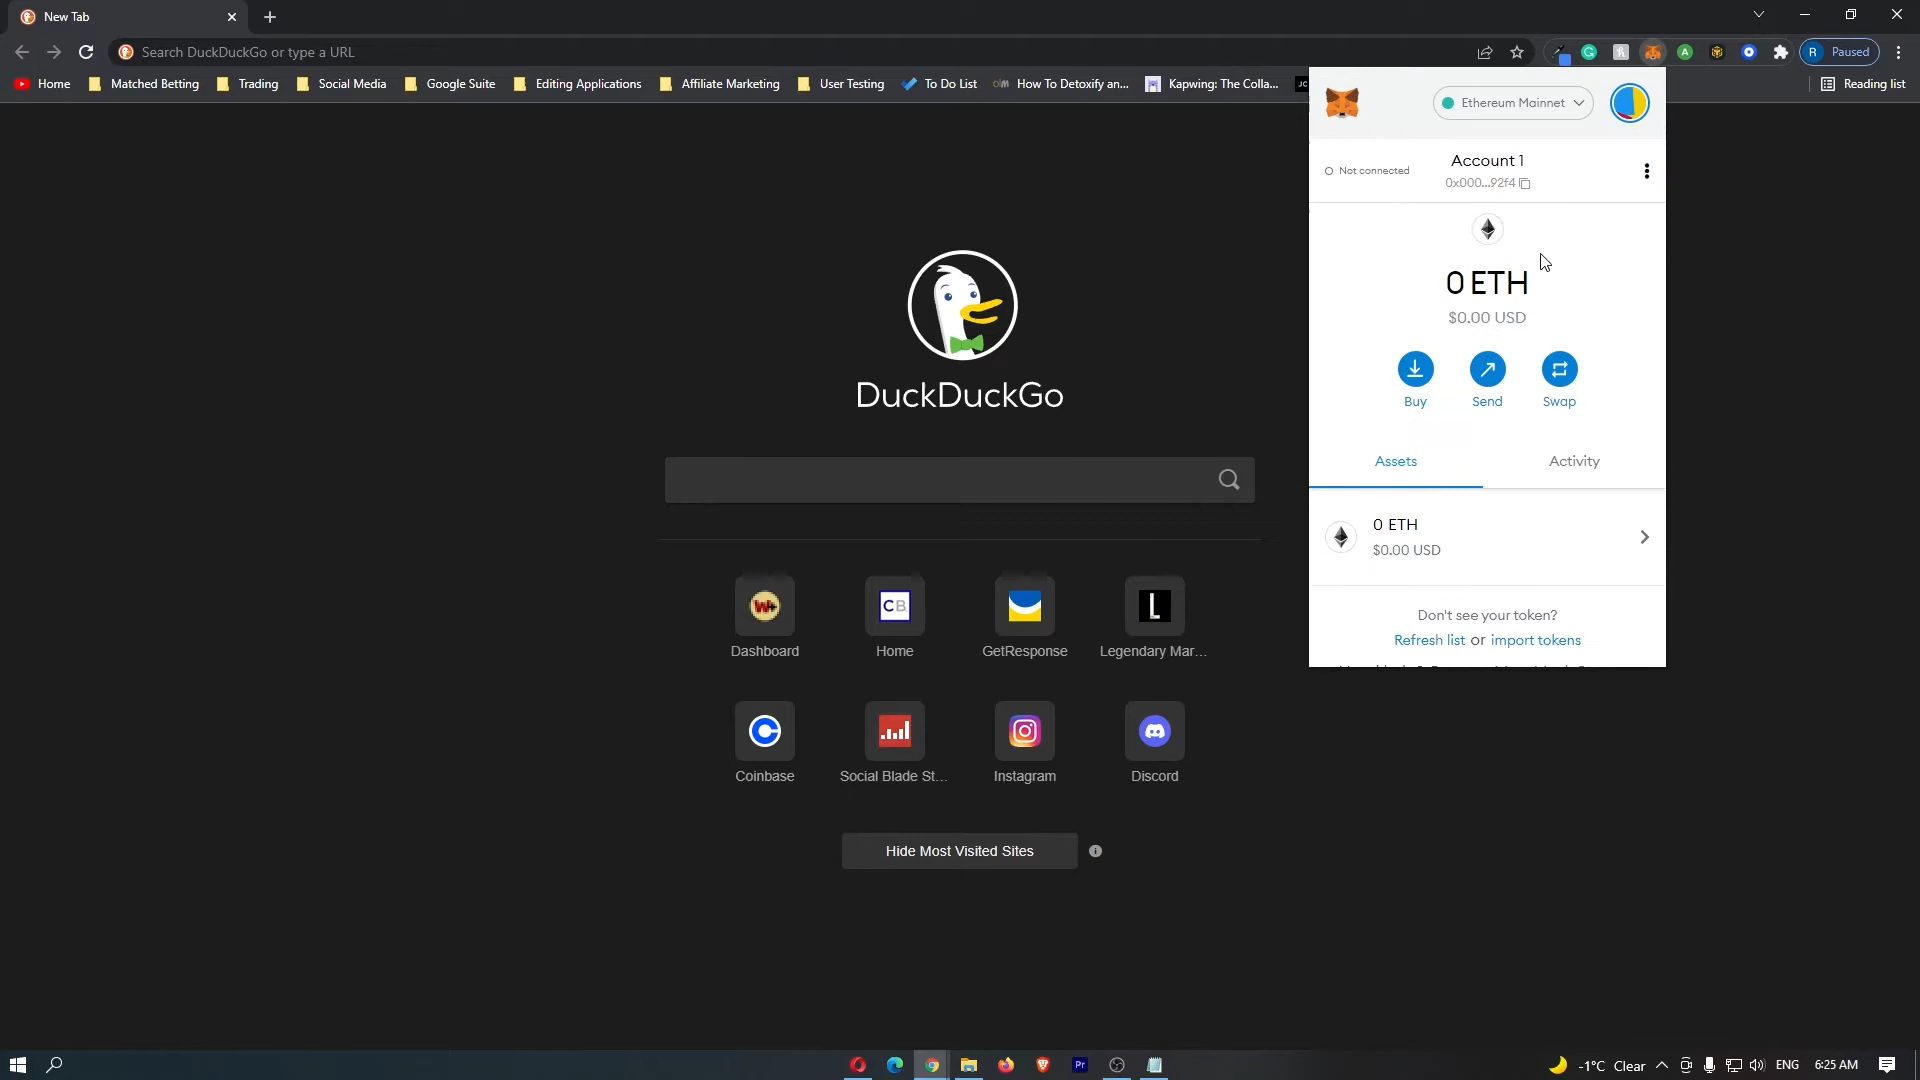 New Tab
Search DuckDuckGo or type a URL
R Paused
Home Matched Betting Trading Social Media Google Suite Editing Applications Affiliate Marketing User Testing To Do List How To Detoxify an... Kapwing: The Colla... Reading list
Ethereum Mainnet
Not connected
Account 1
0x000...92f4
0 ETH
$0.00 USD
Buy Send Swap
Assets Activity
0 ETH
$0.00 USD
Don't see your token?
Refresh list or import tokens
DuckDuckGo
Dashboard Home GetResponse Legendary Mar...
Coinbase Social Blade St... Instagram Discord
Hide Most Visited Sites
-1°C Clear ENG 6:25 AM